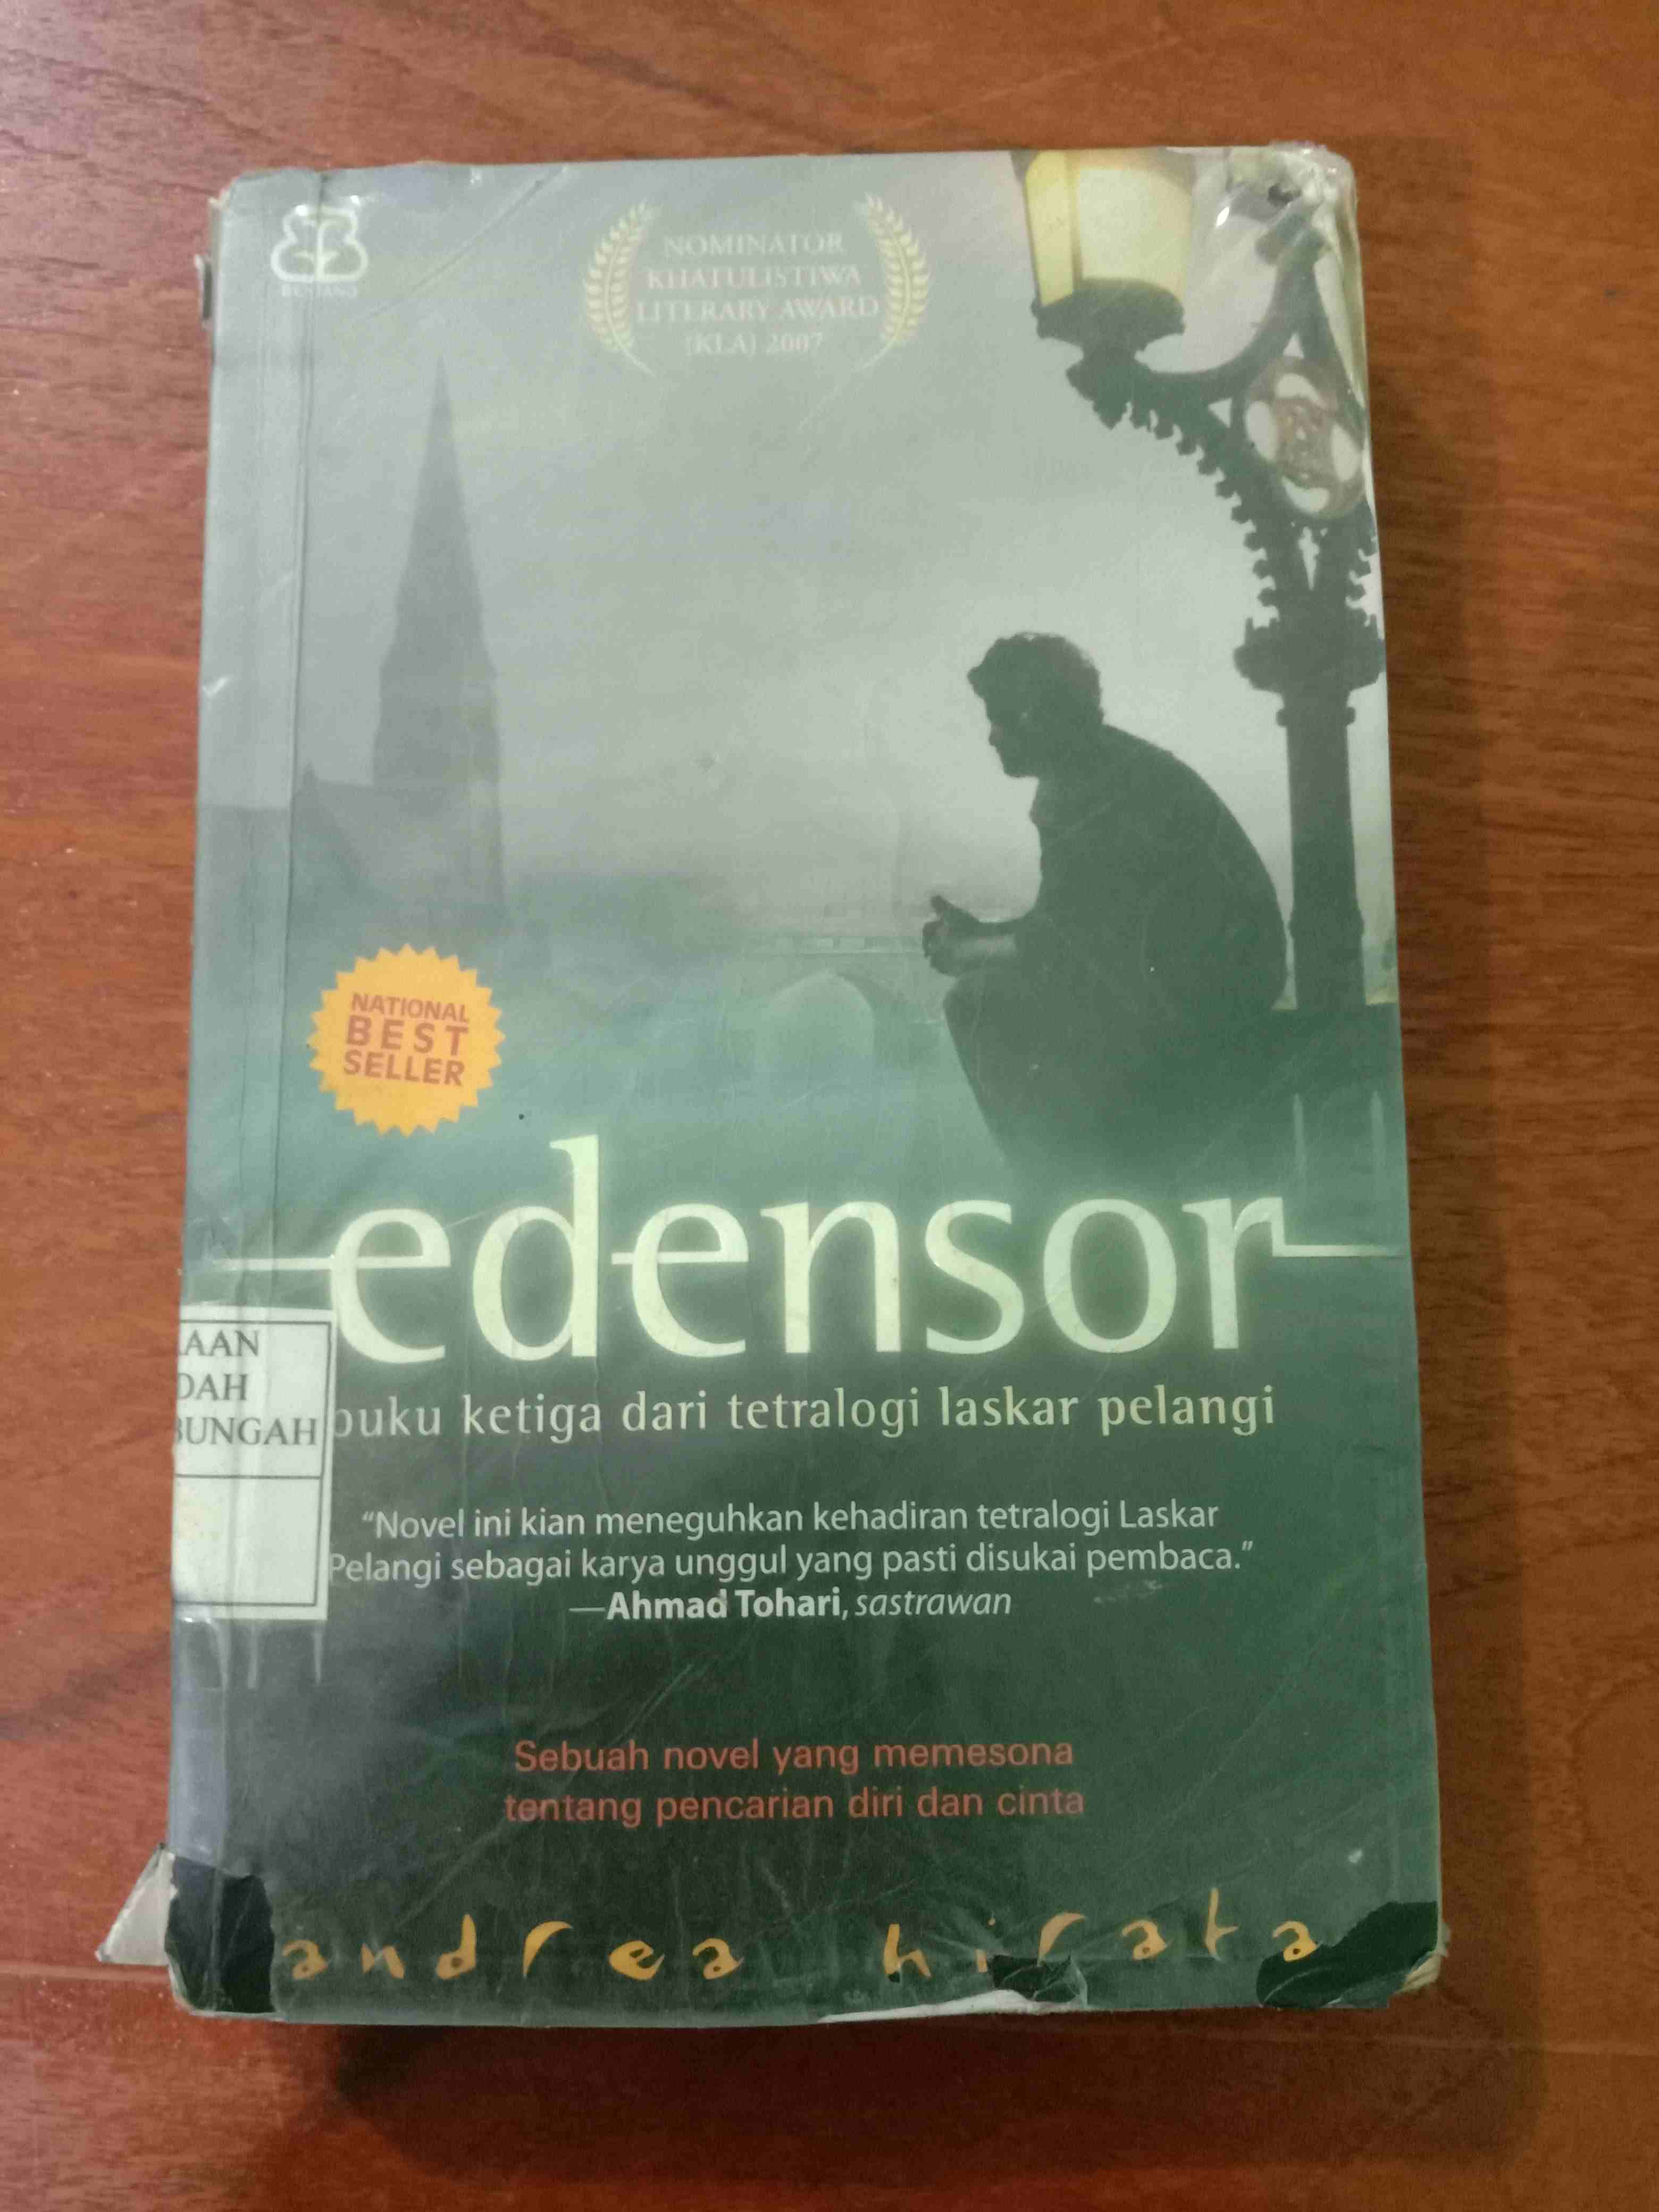 BENTANG
NOMINATOR
KHATULISTIWA
LITERARY AWARD
(KLA) 2007
NATIONAL
BEST
SELLER
edensor
AAN
DAH
BUNGAH
buku ketiga dari tetralogi laskar pelangi
“Novel ini kian meneguhkan kehadiran tetralogi Laskar
Pelangi sebagai karya unggul yang pasti disukai pembaca.”
—Ahmad Tohari, sastrawan
Sebuah novel yang memesona
tentang pencarian diri dan cinta
andrea hirata